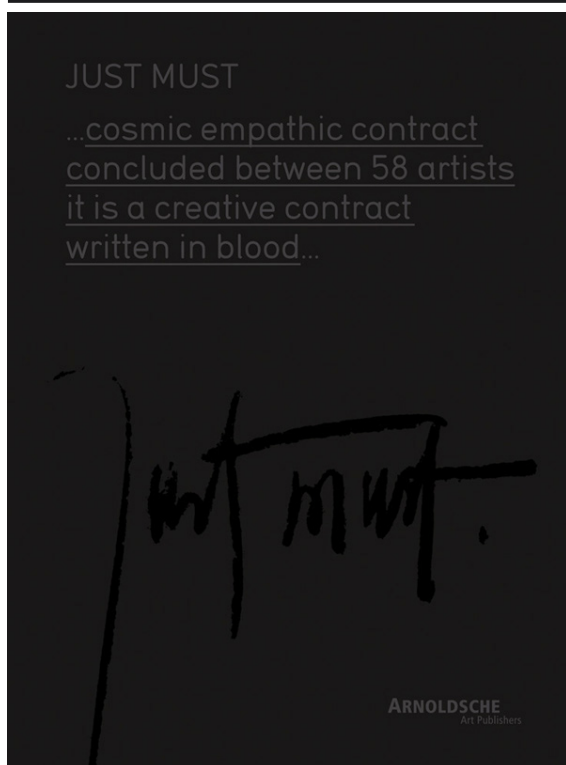 JUST MUST
...cosmic empathic contract
concluded between 58 artists
it is a creative contract
written in blood...
Just must.
ARNOLDSCHE
Art Publishers